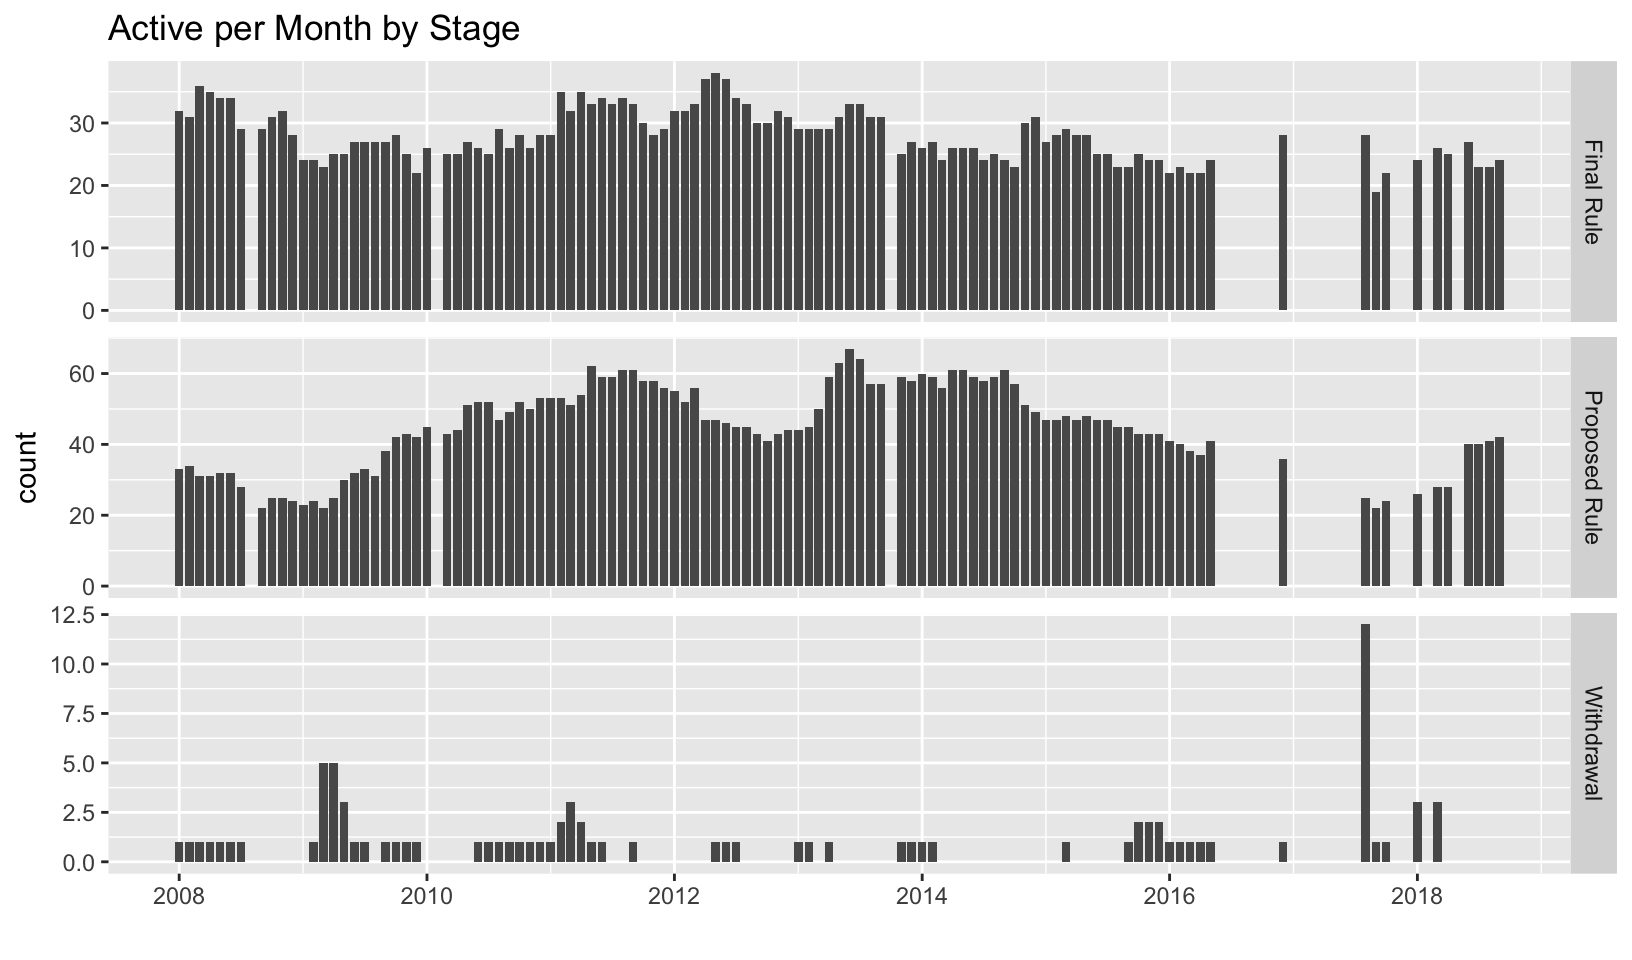 Active per Month by Stage
30
20
10
0
Final Rule
60
40
20
0
Proposed Rule
count
12.5
10.0
7.5
5.0
2.5
0.0
Withdrawal
2008 2010 2012 2014 2016 2018